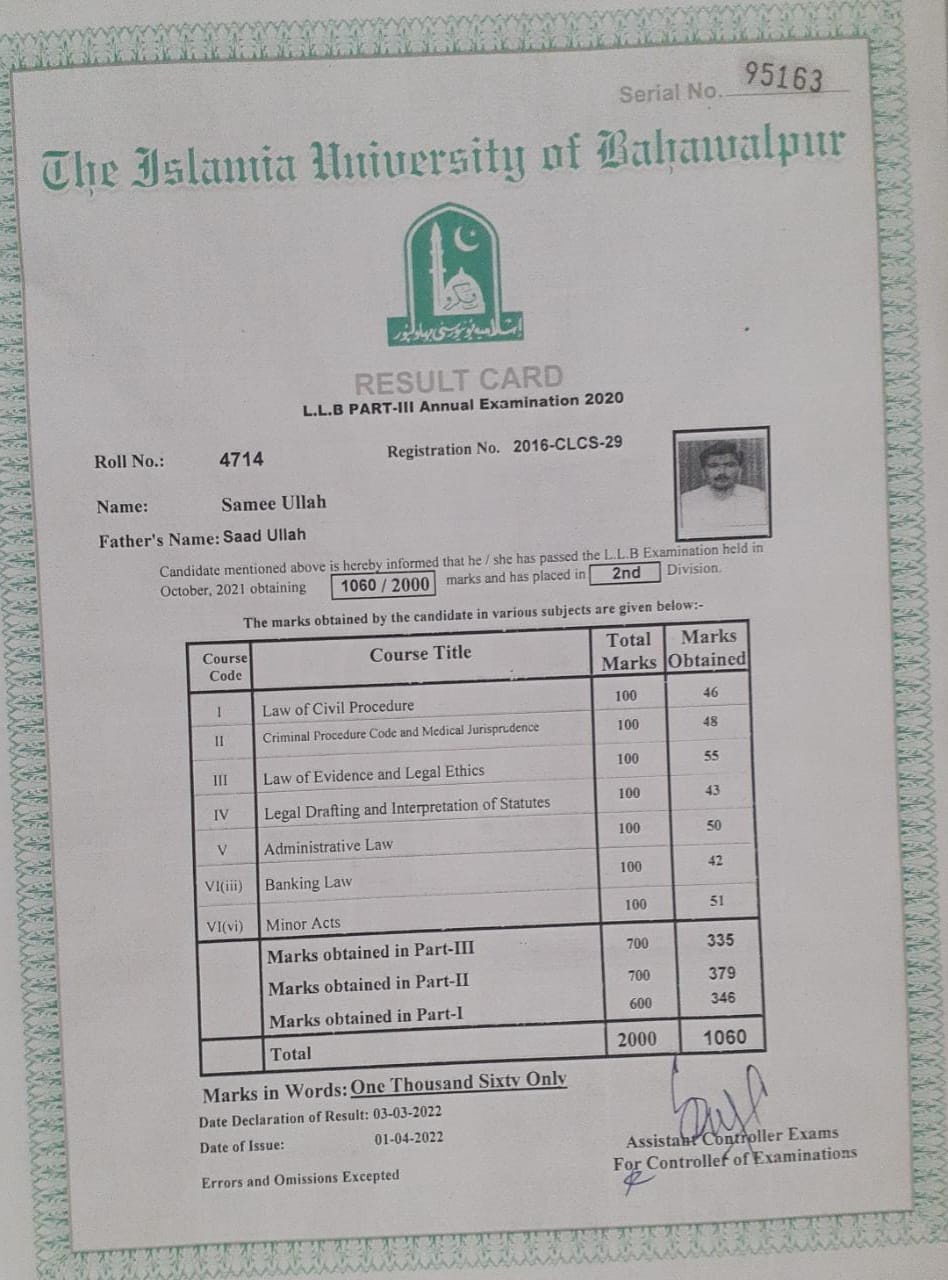 Serial No. 95163
The Islamia University of Bahawalpur
اسلامیہ یونیورسٹی بہاولپور
RESULT CARD
L.L.B PART-III Annual Examination 2020
Roll No.: 4714 Registration No. 2016-CLCS-29
Name: Samee Ullah
Father's Name: Saad Ullah
Candidate mentioned above is hereby informed that he / she has passed the L.L.B Examination held in
October, 2021 obtaining 1060 / 2000 marks and has placed in 2nd Division.
The marks obtained by the candidate in various subjects are given below:-
Course Code Course Title Total Marks Marks Obtained
I Law of Civil Procedure 100 46
II Criminal Procedure Code and Medical Jurisprudence 100 48
III Law of Evidence and Legal Ethics 100 55
IV Legal Drafting and Interpretation of Statutes 100 43
V Administrative Law 100 50
VI(iii) Banking Law 100 42
VI(vi) Minor Acts 100 51
Marks obtained in Part-III 700 335
Marks obtained in Part-II 700 379
Marks obtained in Part-I 600 346
Total 2000 1060
Marks in Words: One Thousand Sixty Only
Date Declaration of Result: 03-03-2022
Date of Issue: 01-04-2022
Assistant Controller Exams
For Controller of Examinations
Errors and Omissions Excepted